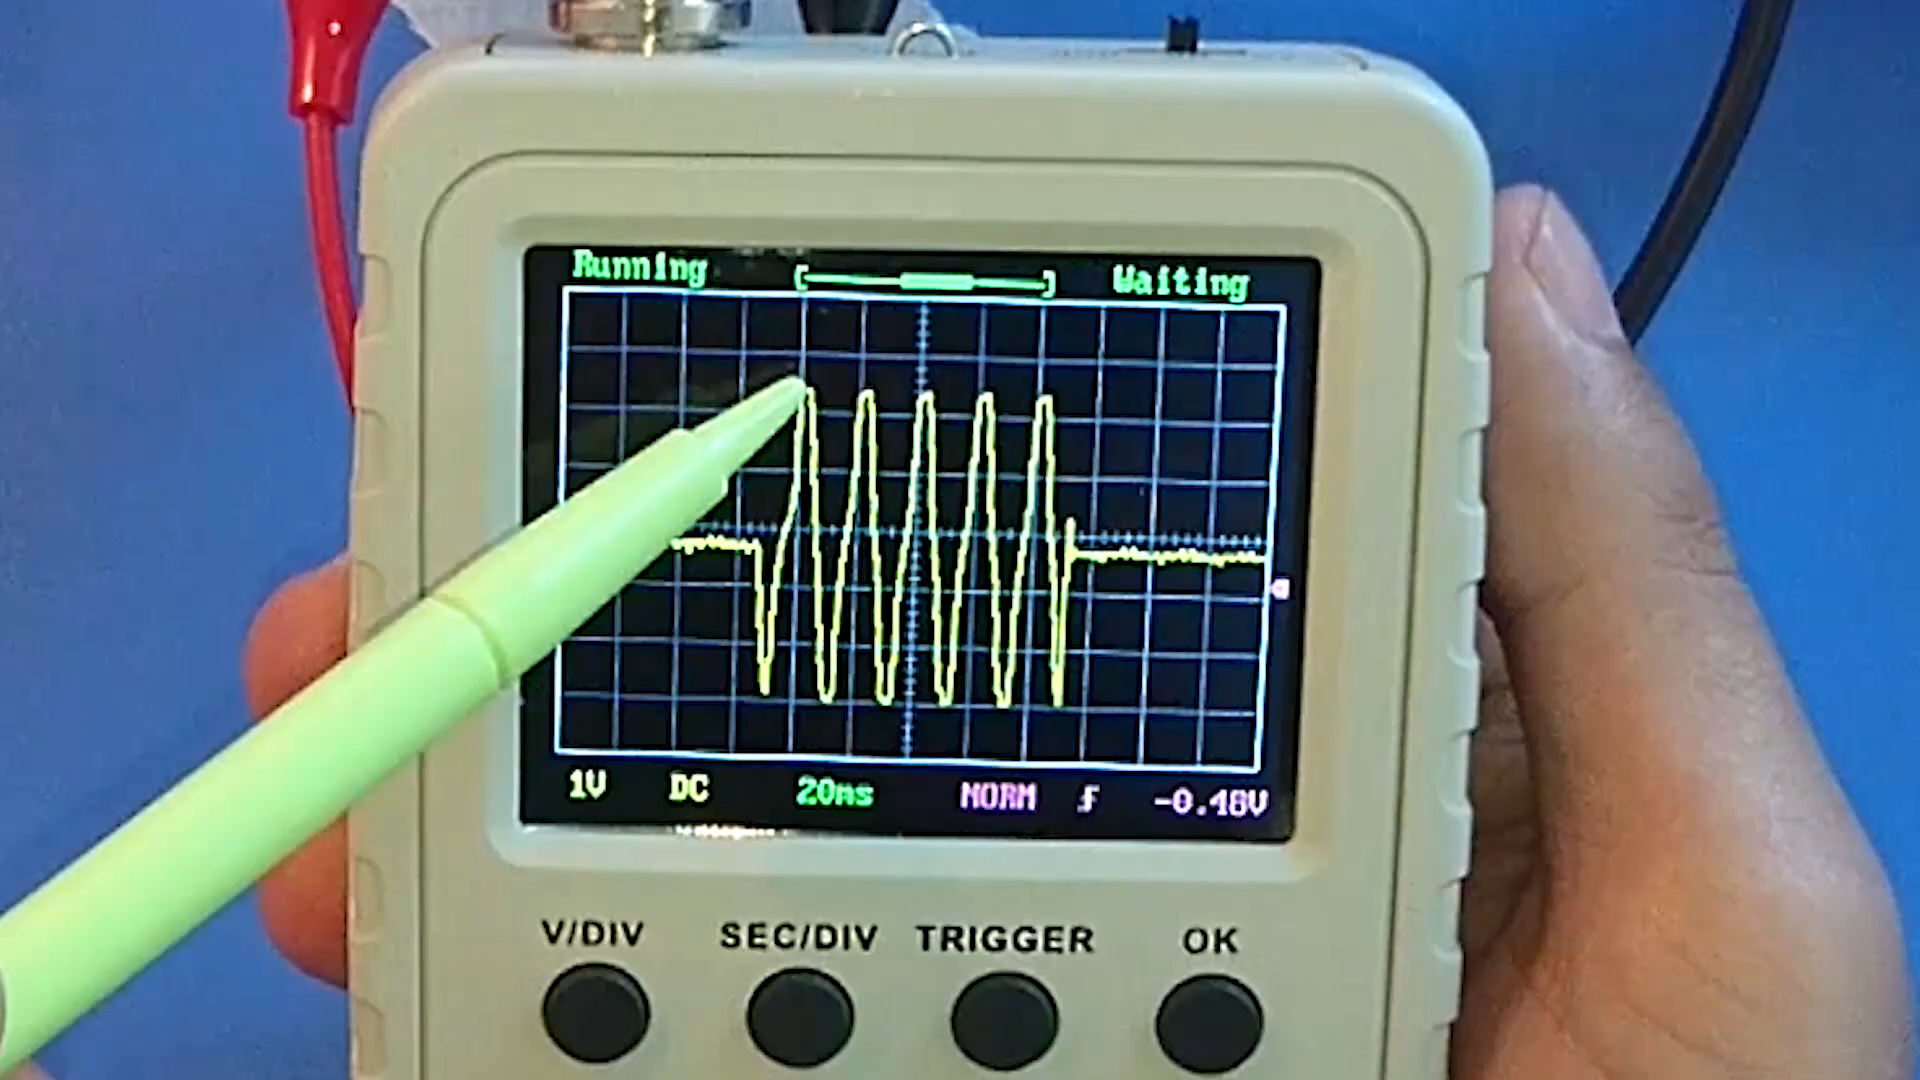 Running Waiting
1V DC 20ms NORM -0.48V
V/DIV SEC/DIV TRIGGER OK